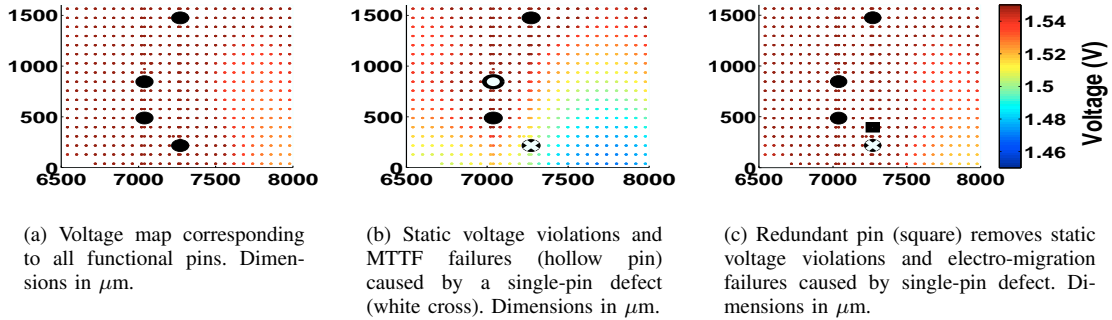 1500
1000
500
0
6500 7000 7500 8000
1500
1000
500
0
6500 7000 7500 8000
1500
1000
500
0
6500 7000 7500 8000
1.54
1.52
1.5
1.48
1.46
Voltage (V)
(a) Voltage map corresponding
to all functional pins. Dimen-
sions in μm.
(b) Static voltage violations and
MTTF failures (hollow pin)
caused by a single-pin defect
(white cross). Dimensions in μm.
(c) Redundant pin (square) removes static
voltage violations and electro-migration
failures caused by single-pin defect. Di-
mensions in μm.